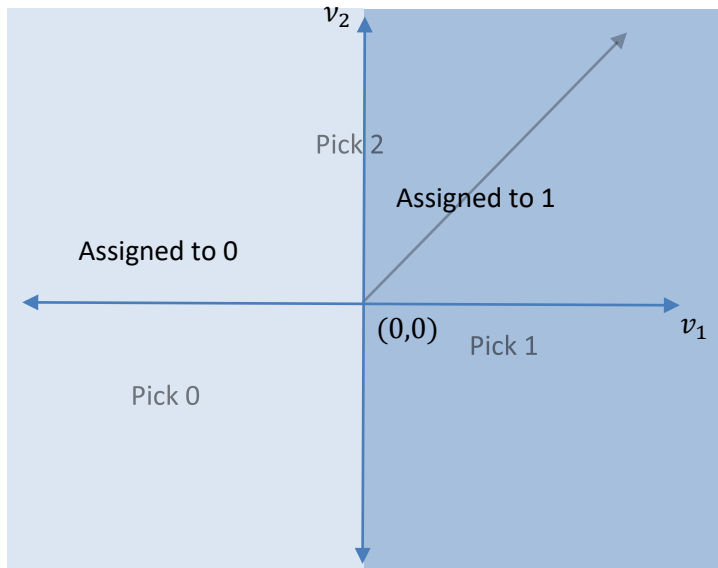 𝑣₂
Pick 2
Assigned to 1
Assigned to 0
(0,0)
𝑣₁
Pick 1
Pick 0